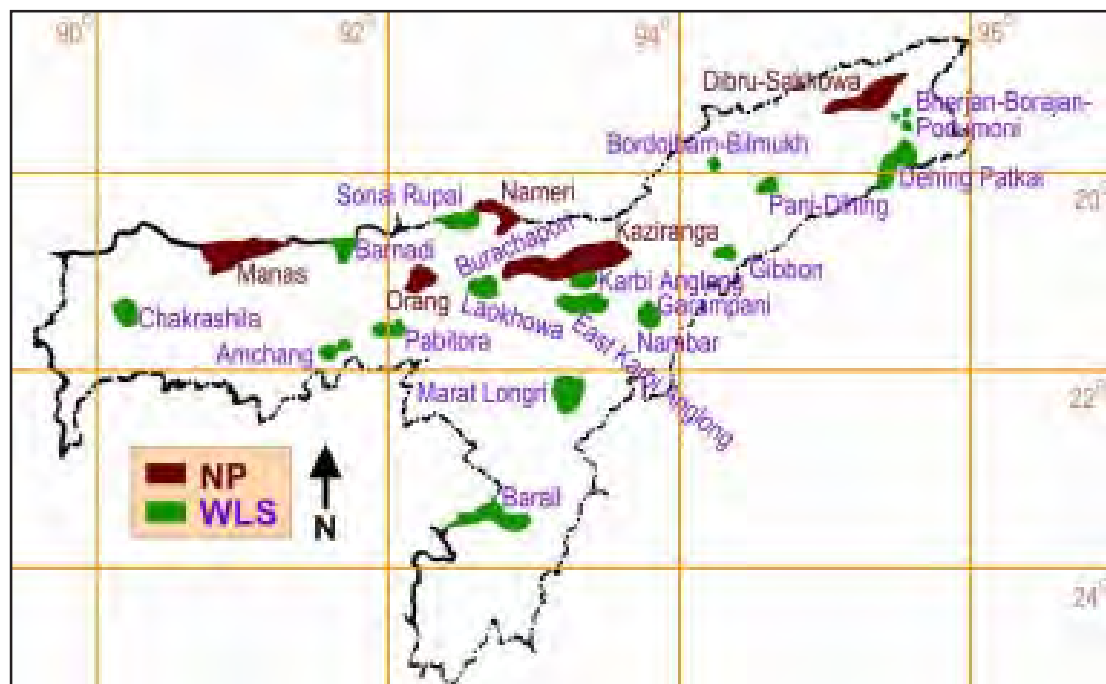 90°
92°
94°
96°
Dibru-Saikhowa
Bherjan-Borajan-
Podumoni
Bordoibam-Bilmukh
Dehing Patkai
Sonai Rupai
Nameri
Pani-Dihing
20°
Burachapori
Kaziranga
Barnadi
Manas
Gibbon
Karbi Anglong
Orang
Laokhowa
Garampani
Chakrashila
Pabitora
East Karbi Anglong
Nambar
Amchang
Marat Longri
22°
NP
WLS
N
Barail
24°